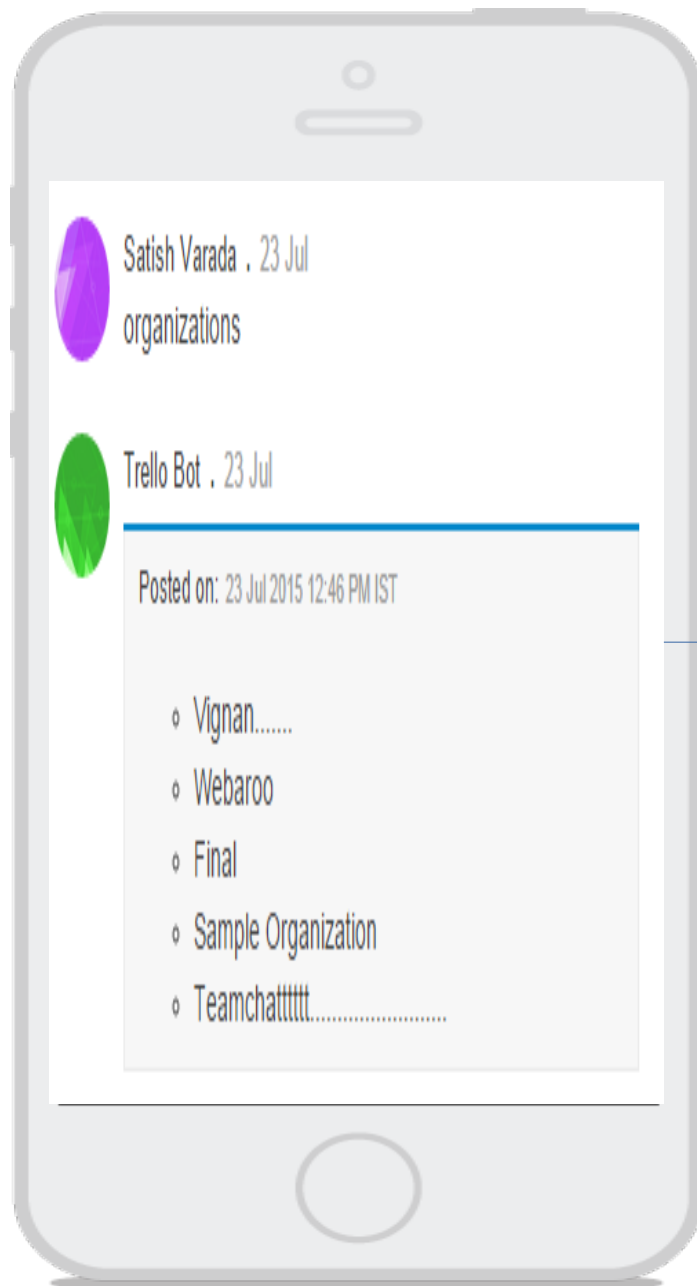 Satish Varada . 23 Jul
organizations
Trello Bot . 23 Jul
Posted on: 23 Jul 2015 12:46 PM IST
Vignan.......
Webaroo
Final
Sample Organization
Teamchatttttt.........................